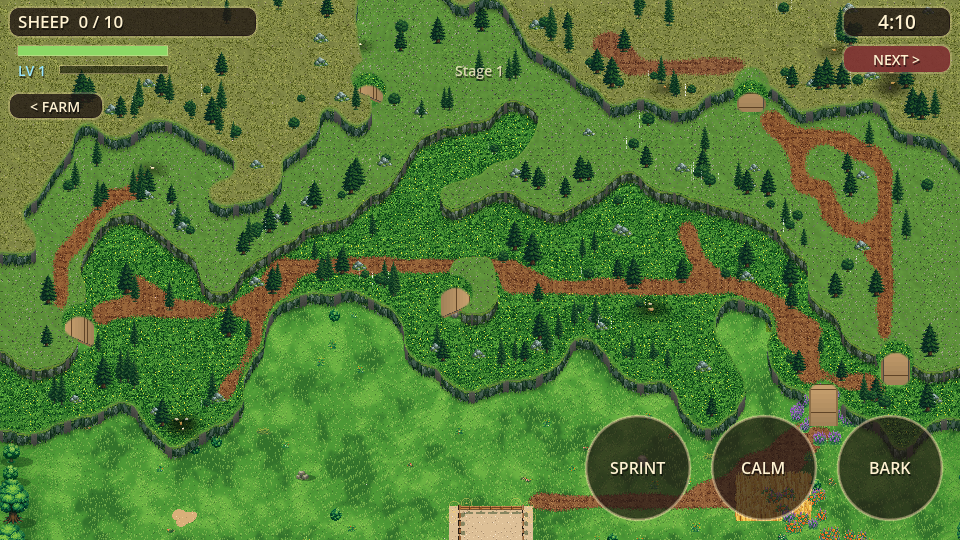 SHEEP 0 / 10
4:10
LV 1
Stage 1
NEXT >
< FARM
SPRINT
CALM
BARK